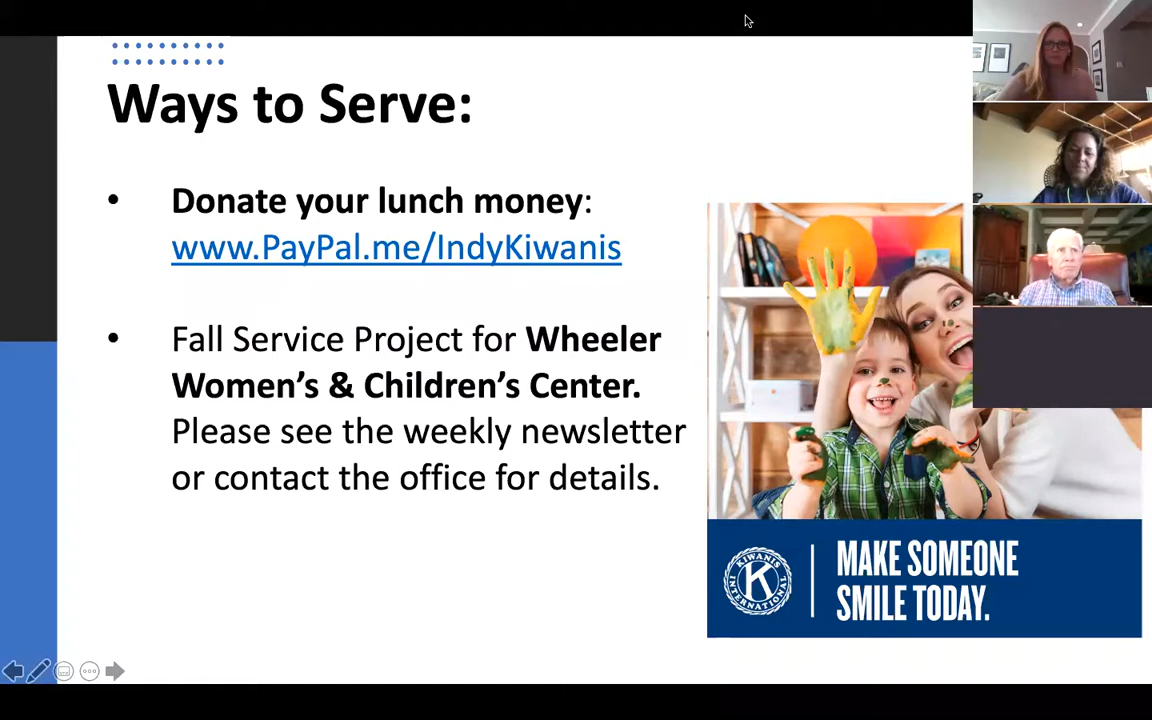 Ways to Serve:
• Donate your lunch money:
www.PayPal.me/IndyKiwanis
• Fall Service Project for Wheeler
Women's & Children's Center.
Please see the weekly newsletter
or contact the office for details.
KIWANIS
K
INTERNATIONAL
MAKE SOMEONE
SMILE TODAY.